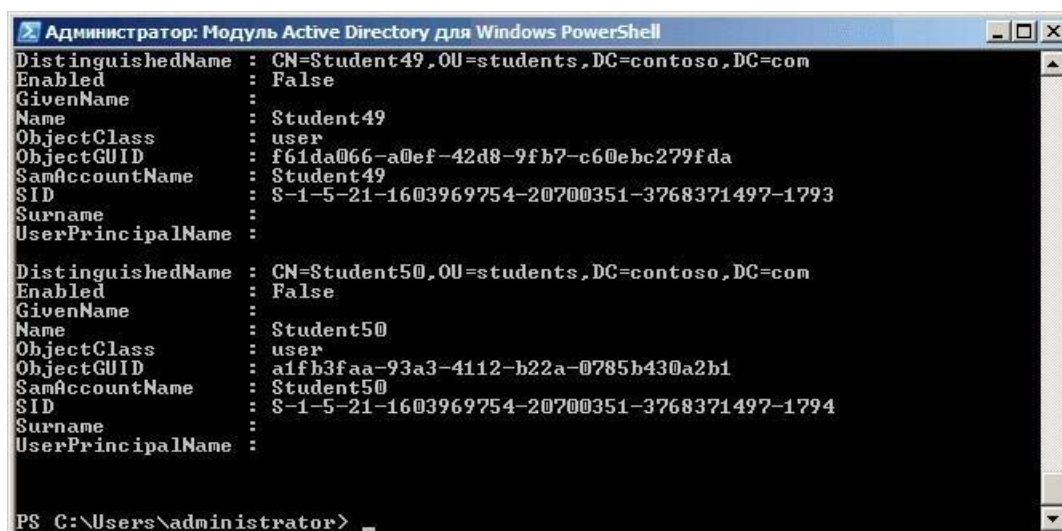 Администратор: Модуль Active Directory для Windows PowerShell
DistinguishedName : CN=Student49,OU=students,DC=contoso,DC=com
Enabled : False
GivenName :
Name : Student49
ObjectClass : user
ObjectGUID : f61da066-a0ef-42d8-9fb7-c60ebc279fda
SamAccountName : Student49
SID : S-1-5-21-1603969754-20700351-3768371497-1793
Surname :
UserPrincipalName :
DistinguishedName : CN=Student50,OU=students,DC=contoso,DC=com
Enabled : False
GivenName :
Name : Student50
ObjectClass : user
ObjectGUID : a1fb3faa-93a3-4112-b22a-0785b430a2b1
SamAccountName : Student50
SID : S-1-5-21-1603969754-20700351-3768371497-1794
Surname :
UserPrincipalName :
PS C:\Users\administrator> _